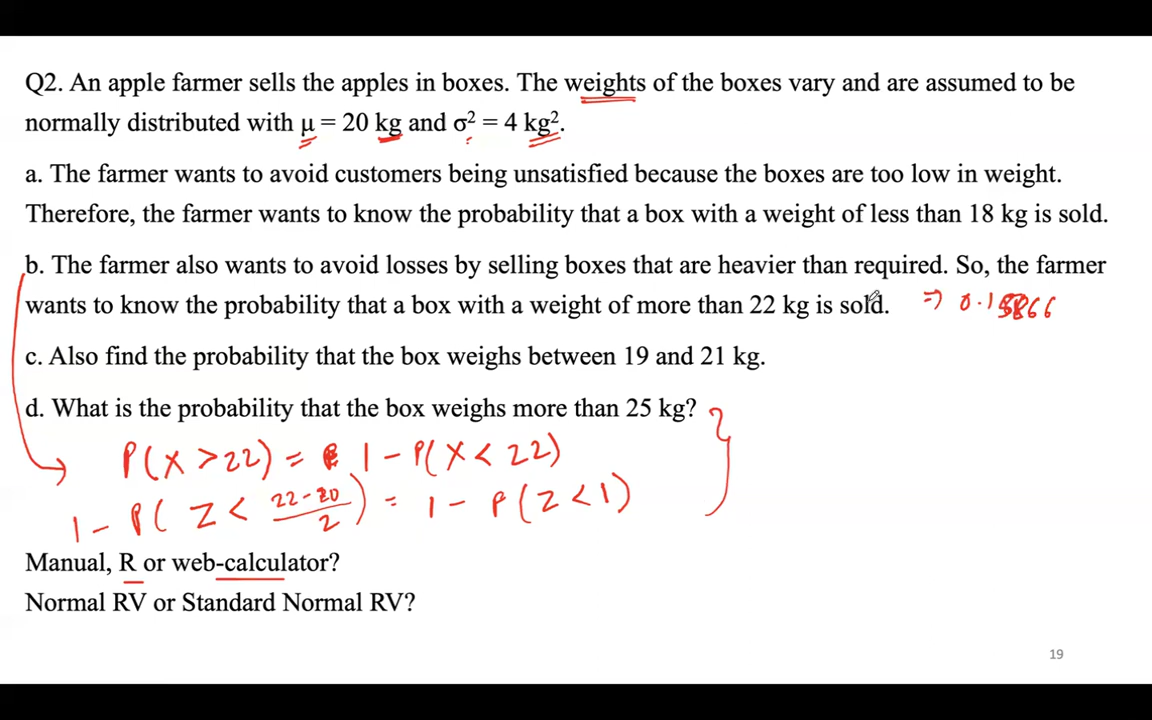 Q2. An apple farmer sells the apples in boxes. The weights of the boxes vary and are assumed to be
normally distributed with μ = 20 kg and σ² = 4 kg².
a. The farmer wants to avoid customers being unsatisfied because the boxes are too low in weight.
Therefore, the farmer wants to know the probability that a box with a weight of less than 18 kg is sold.
b. The farmer also wants to avoid losses by selling boxes that are heavier than required. So, the farmer
wants to know the probability that a box with a weight of more than 22 kg is sold. ⇒ 0.15866
c. Also find the probability that the box weighs between 19 and 21 kg.
d. What is the probability that the box weighs more than 25 kg?
P(X > 22) = 1 - P(X < 22)
1 - P( Z < (22-20)/2 ) = 1 - P(Z < 1)
Manual, R or web-calculator?
Normal RV or Standard Normal RV?
19